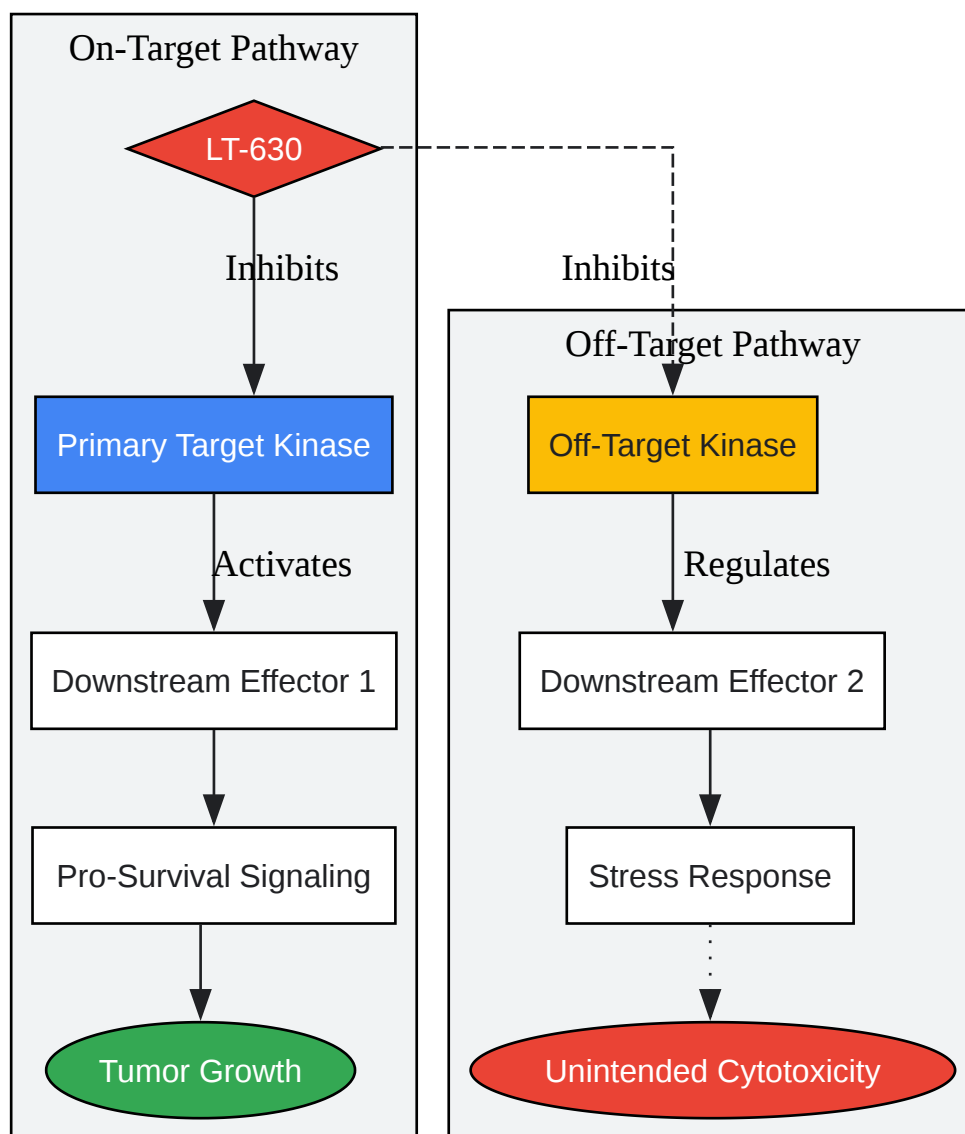 On-Target Pathway
LT-630
Inhibits
Inhibits
Off-Target Pathway
Primary Target Kinase
Off-Target Kinase
Activates
Regulates
Downstream Effector 1
Downstream Effector 2
Pro-Survival Signaling
Stress Response
Tumor Growth
Unintended Cytotoxicity